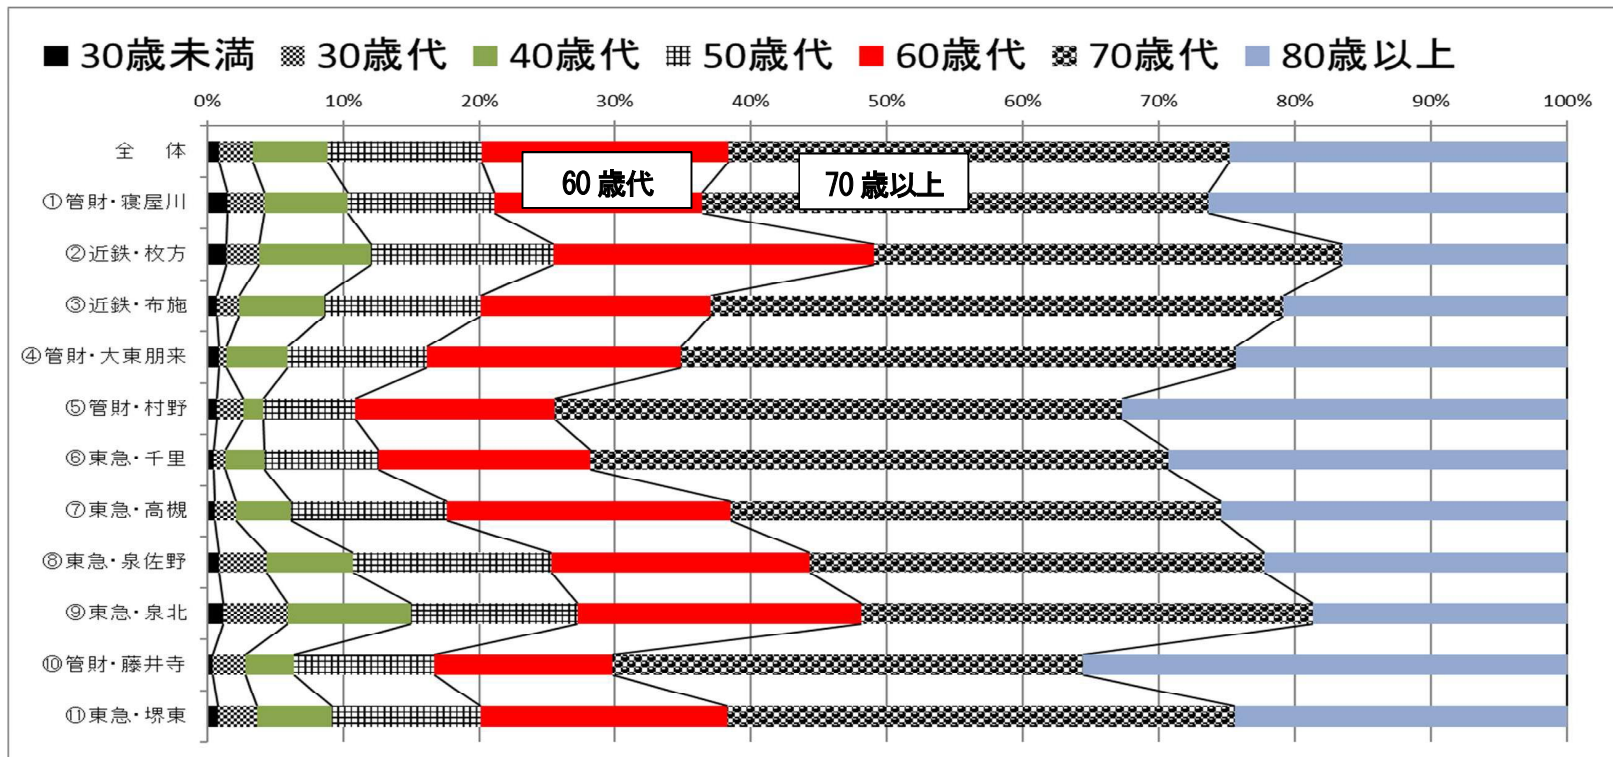 30歳未満 30歳代 40歳代 50歳代 60歳代 70歳代 80歳以上
0% 10% 20% 30% 40% 50% 60% 70% 80% 90% 100%
全 体
60歳代 70歳以上
①管財・寝屋川
②近鉄・枚方
③近鉄・布施
④管財・大東朋来
⑤管財・村野
⑥東急・千里
⑦東急・高槻
⑧東急・泉佐野
⑨東急・泉北
⑩管財・藤井寺
⑪東急・堺東